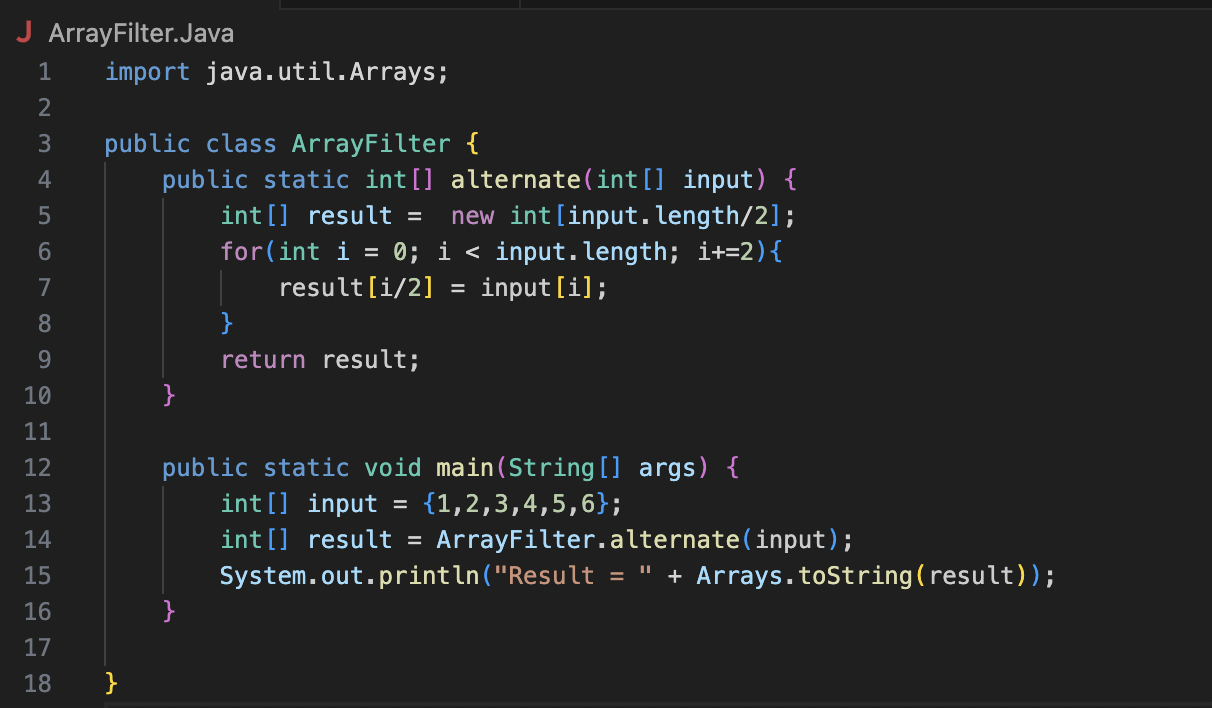 J ArrayFilter.Java
1 import java.util.Arrays;
2
3 public class ArrayFilter {
4     public static int[] alternate(int[] input) {
5         int[] result =  new int[input.length/2];
6         for(int i = 0; i < input.length; i+=2){
7             result[i/2] = input[i];
8         }
9         return result;
10     }
11
12     public static void main(String[] args) {
13         int[] input = {1,2,3,4,5,6};
14         int[] result = ArrayFilter.alternate(input);
15         System.out.println("Result = " + Arrays.toString(result));
16     }
17
18 }